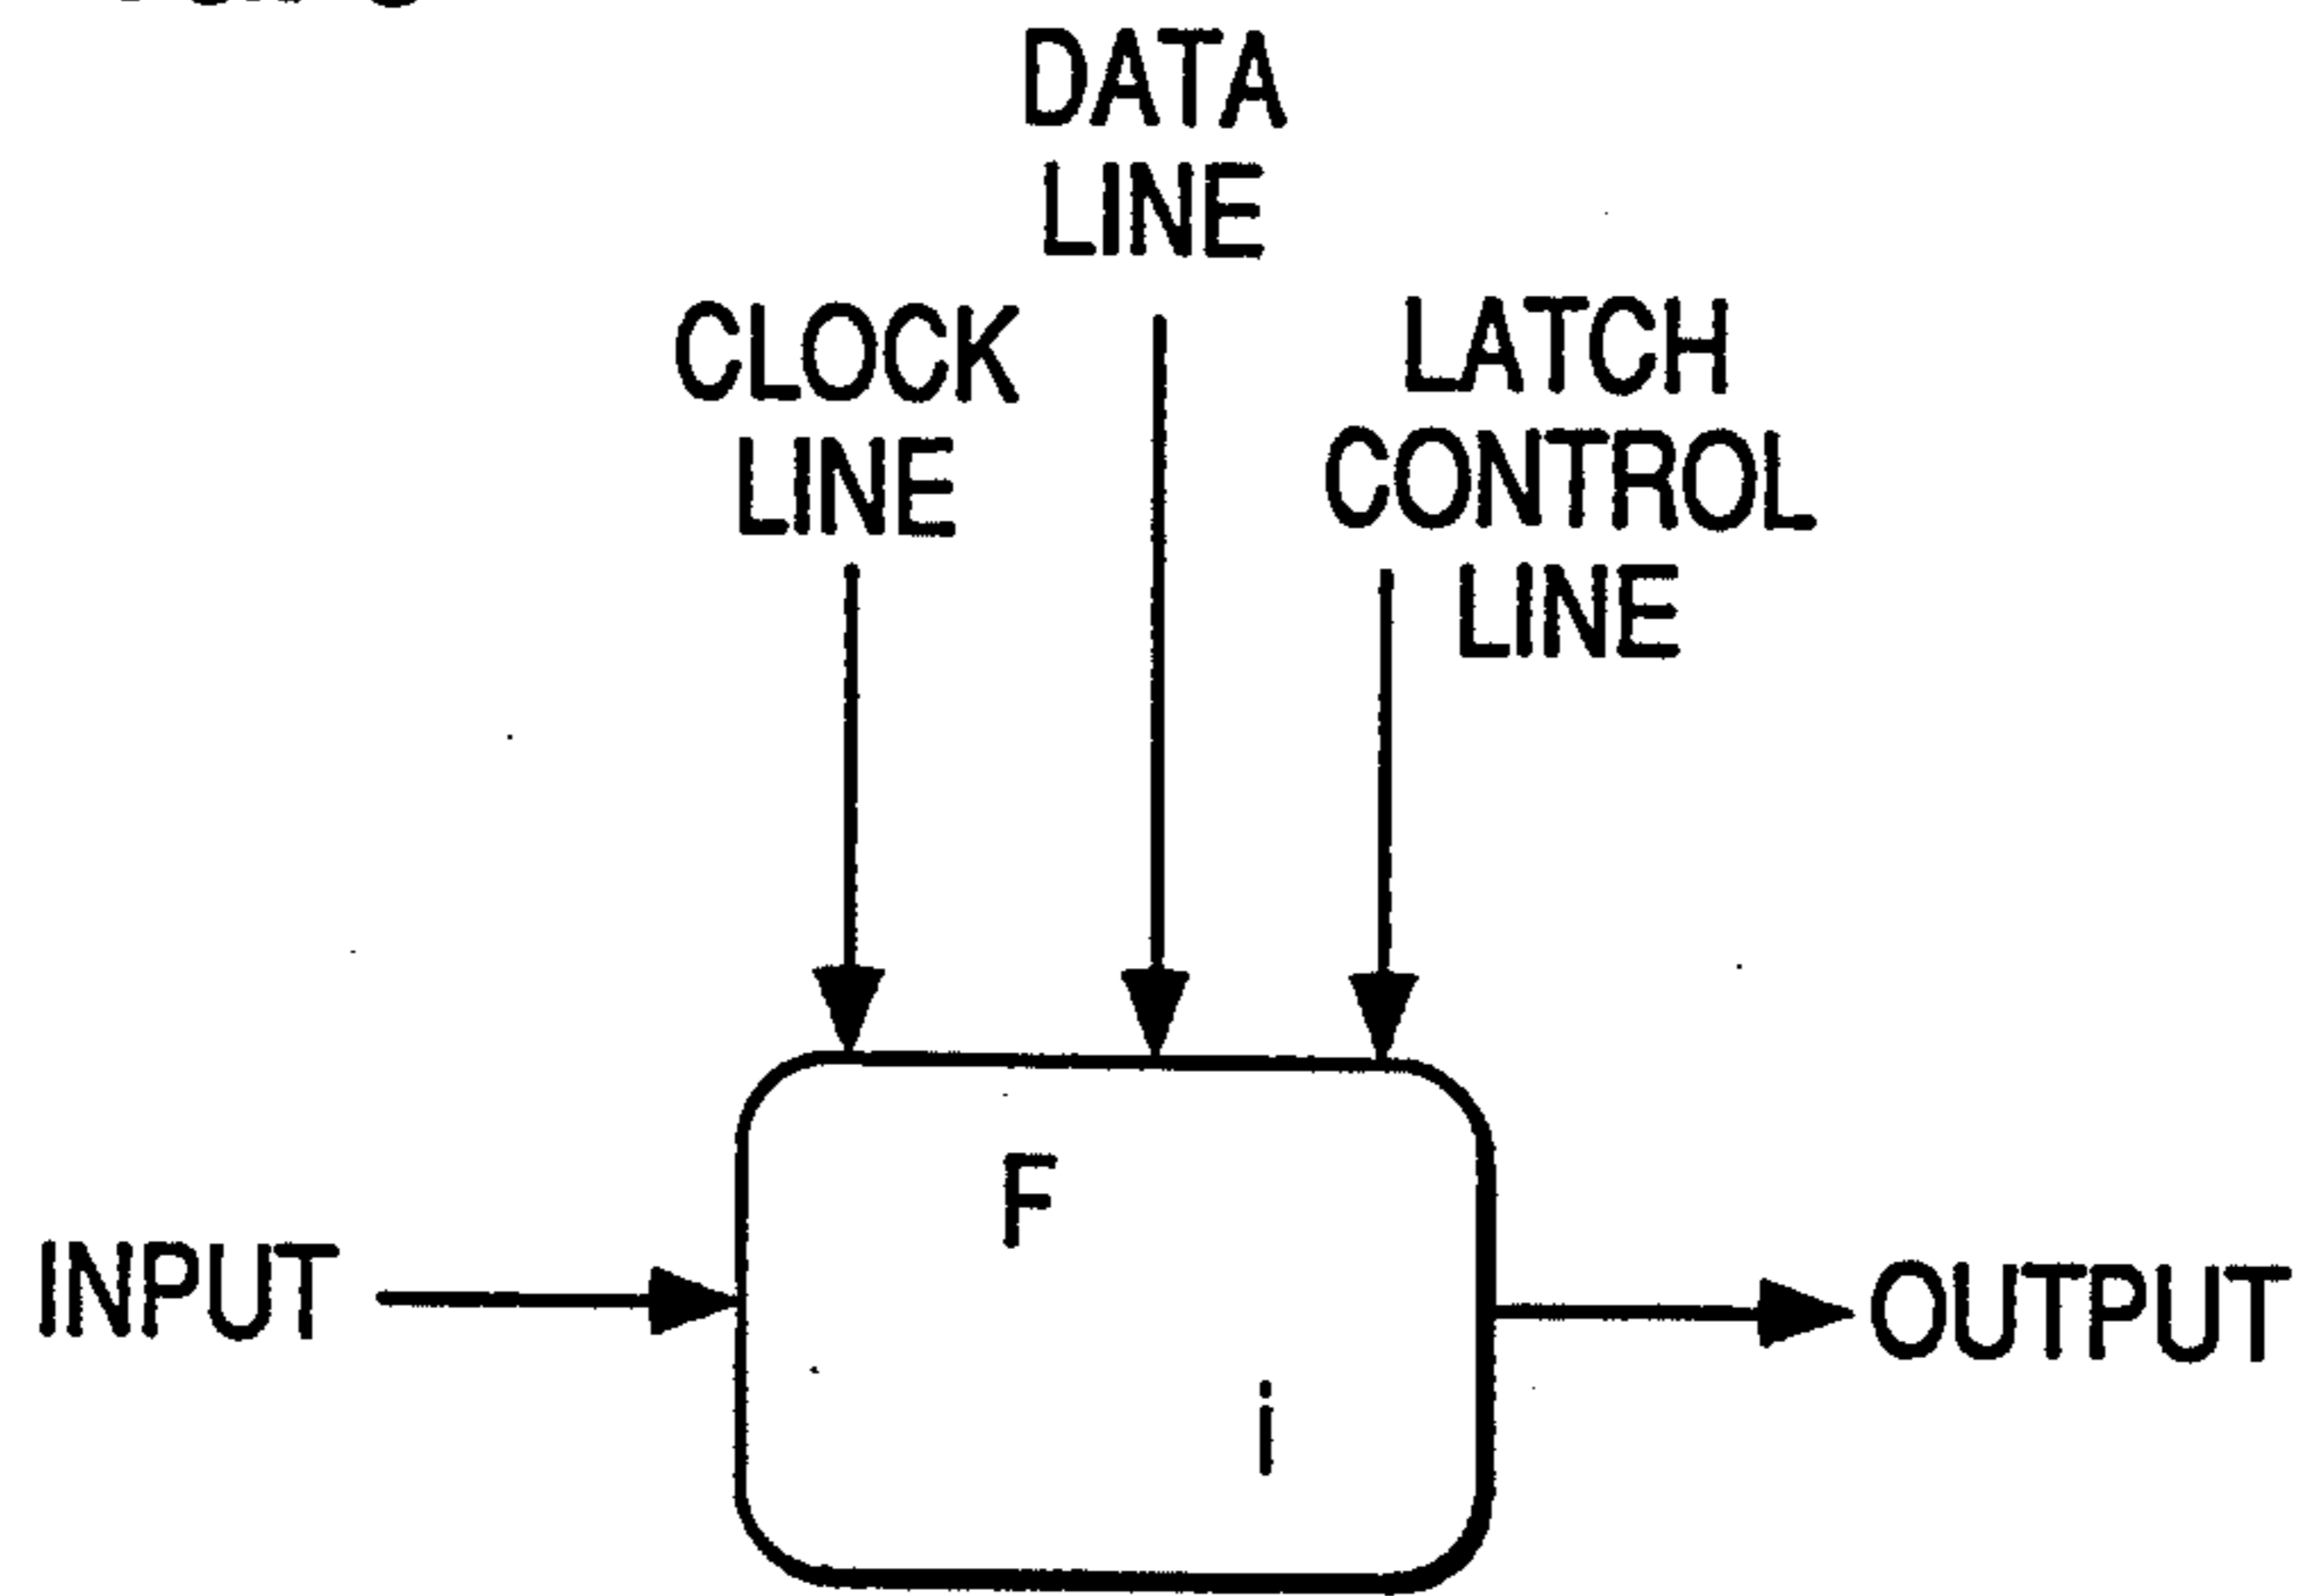 DATA
LINE
CLOCK
LINE
LATCH
CONTROL
LINE
F
INPUT
OUTPUT
i